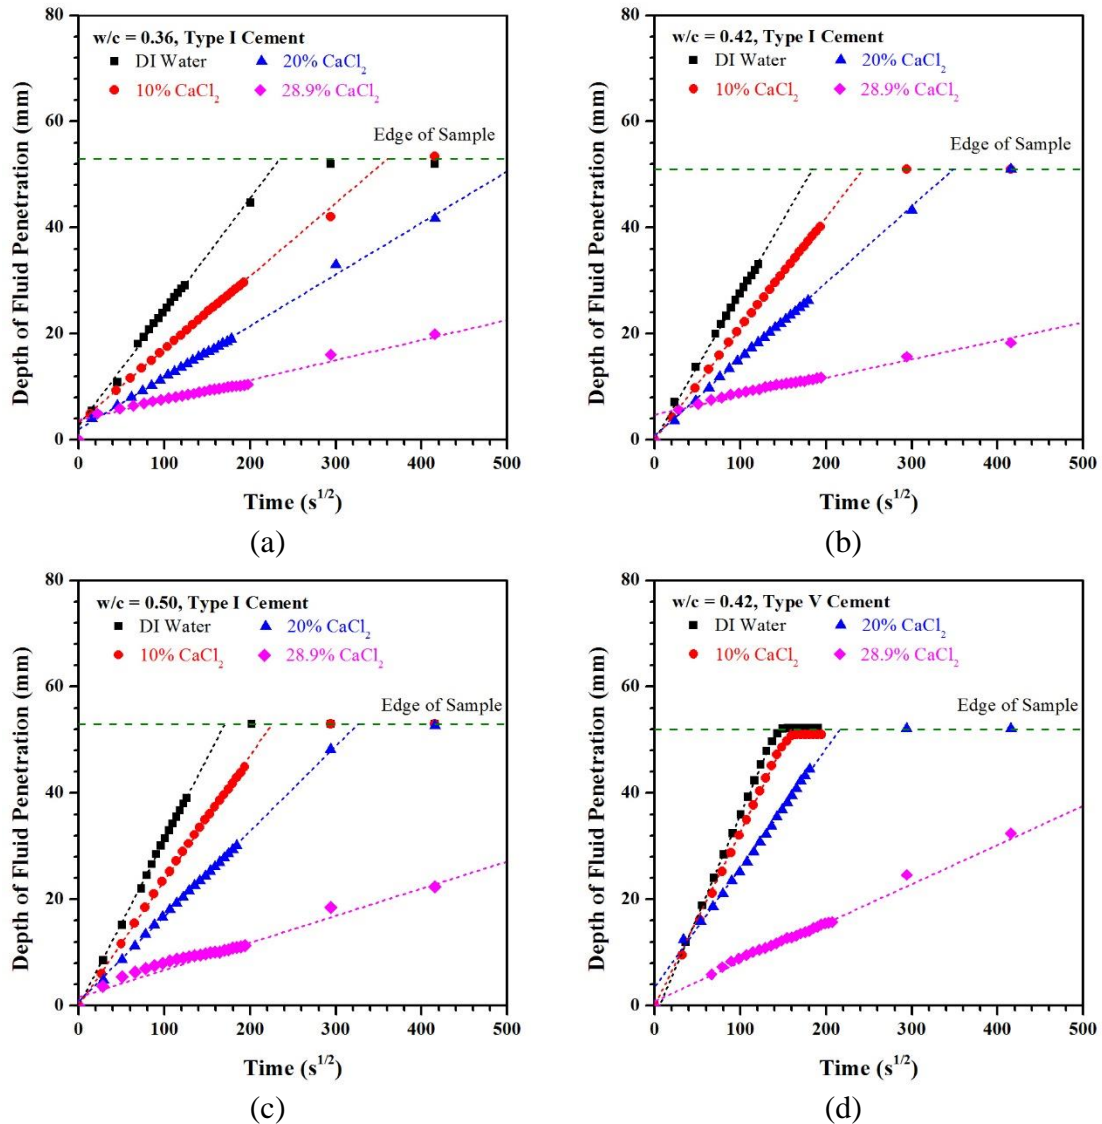 w/c = 0.36, Type I Cement
DI Water
20% CaCl2
10% CaCl2
28.9% CaCl2
Edge of Sample
Depth of Fluid Penetration (mm)
80
60
40
20
0
0 100 200 300 400 500
Time (s1/2)
(a)
w/c = 0.42, Type I Cement
DI Water
20% CaCl2
10% CaCl2
28.9% CaCl2
Edge of Sample
Depth of Fluid Penetration (mm)
80
60
40
20
0
0 100 200 300 400 500
Time (s1/2)
(b)
w/c = 0.50, Type I Cement
DI Water
20% CaCl2
10% CaCl2
28.9% CaCl2
Edge of Sample
Depth of Fluid Penetration (mm)
80
60
40
20
0
0 100 200 300 400 500
Time (s1/2)
(c)
w/c = 0.42, Type V Cement
DI Water
20% CaCl2
10% CaCl2
28.9% CaCl2
Edge of Sample
Depth of Fluid Penetration (mm)
80
60
40
20
0
0 100 200 300 400 500
Time (s1/2)
(d)